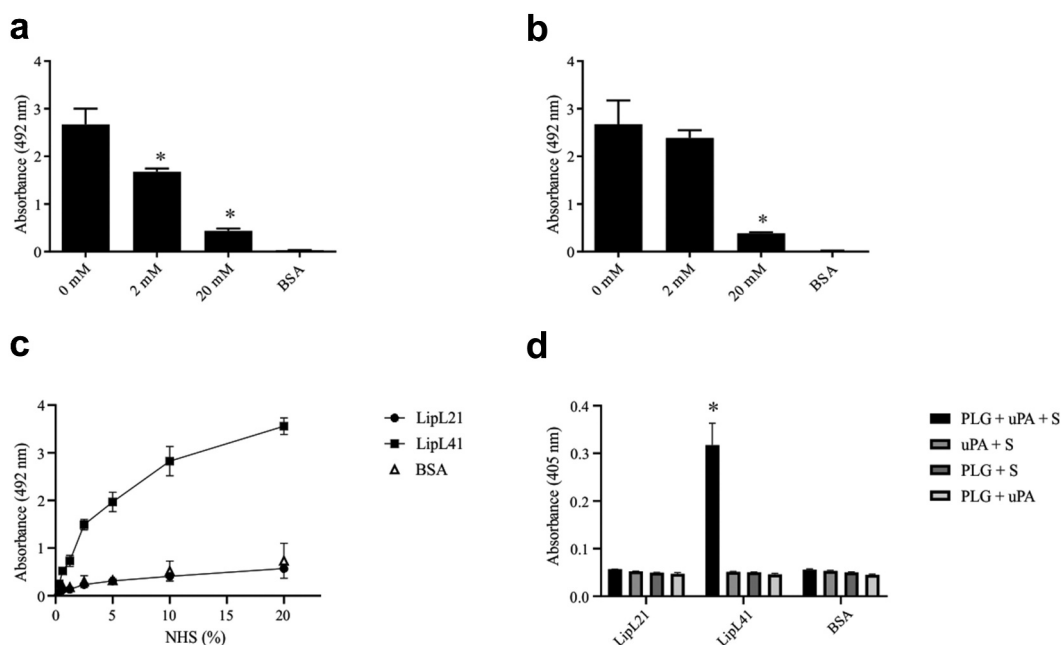 a
Absorbance (492 nm)
4
3
2
1
0
*
*
0 mM
2 mM
20 mM
BSA
b
Absorbance (492 nm)
4
3
2
1
0
*
0 mM
2 mM
20 mM
BSA
c
Absorbance (492 nm)
4
3
2
1
0
0
5
10
15
20
NHS (%)
LipL21
LipL41
BSA
d
Absorbance (405 nm)
0.4
0.3
0.2
0.1
0.0
*
LipL21
LipL41
BSA
PLG + uPA + S
uPA + S
PLG + S
PLG + uPA